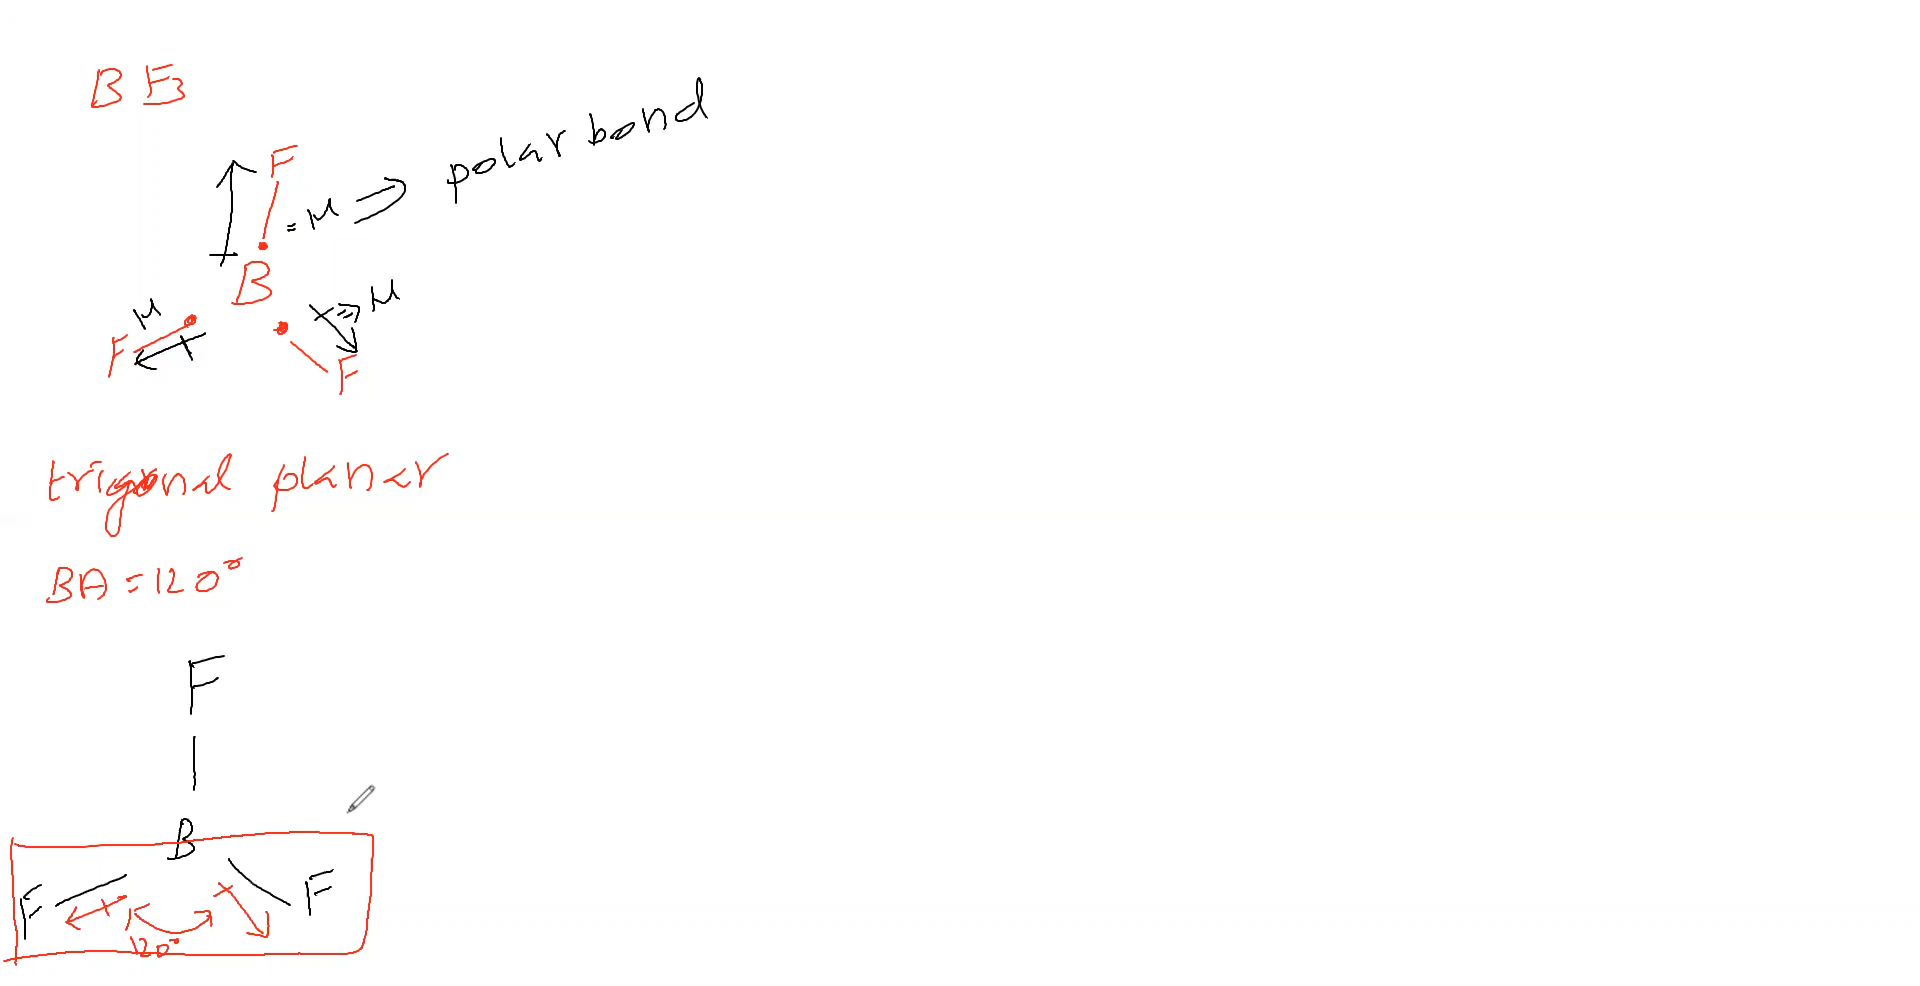 BF3
polar bond
F
= μ ⇒
B
μ
⇒ μ
F
F
trigonal planar
BA = 120°
F
B
F
F
120°